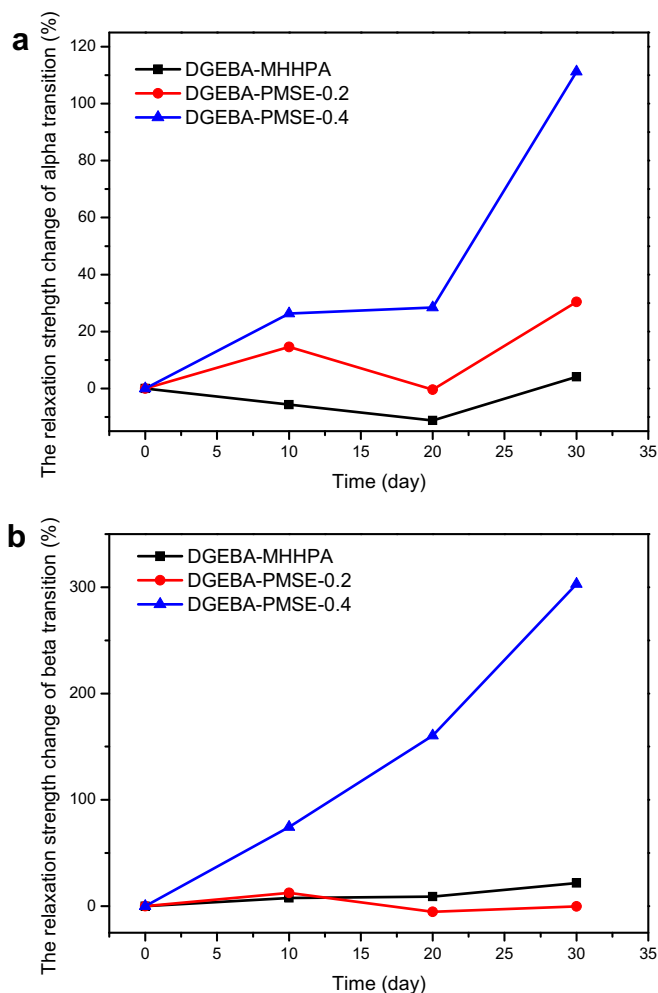 a
The relaxation strehgth change of alpha transition (%)
120
100
80
60
40
20
0
DGEBA-MHHPA
DGEBA-PMSE-0.2
DGEBA-PMSE-0.4
0 5 10 15 20 25 30 35
Time (day)
b
The relaxation strength change of beta transition (%)
300
200
100
0
DGEBA-MHHPA
DGEBA-PMSE-0.2
DGEBA-PMSE-0.4
0 5 10 15 20 25 30 35
Time (day)